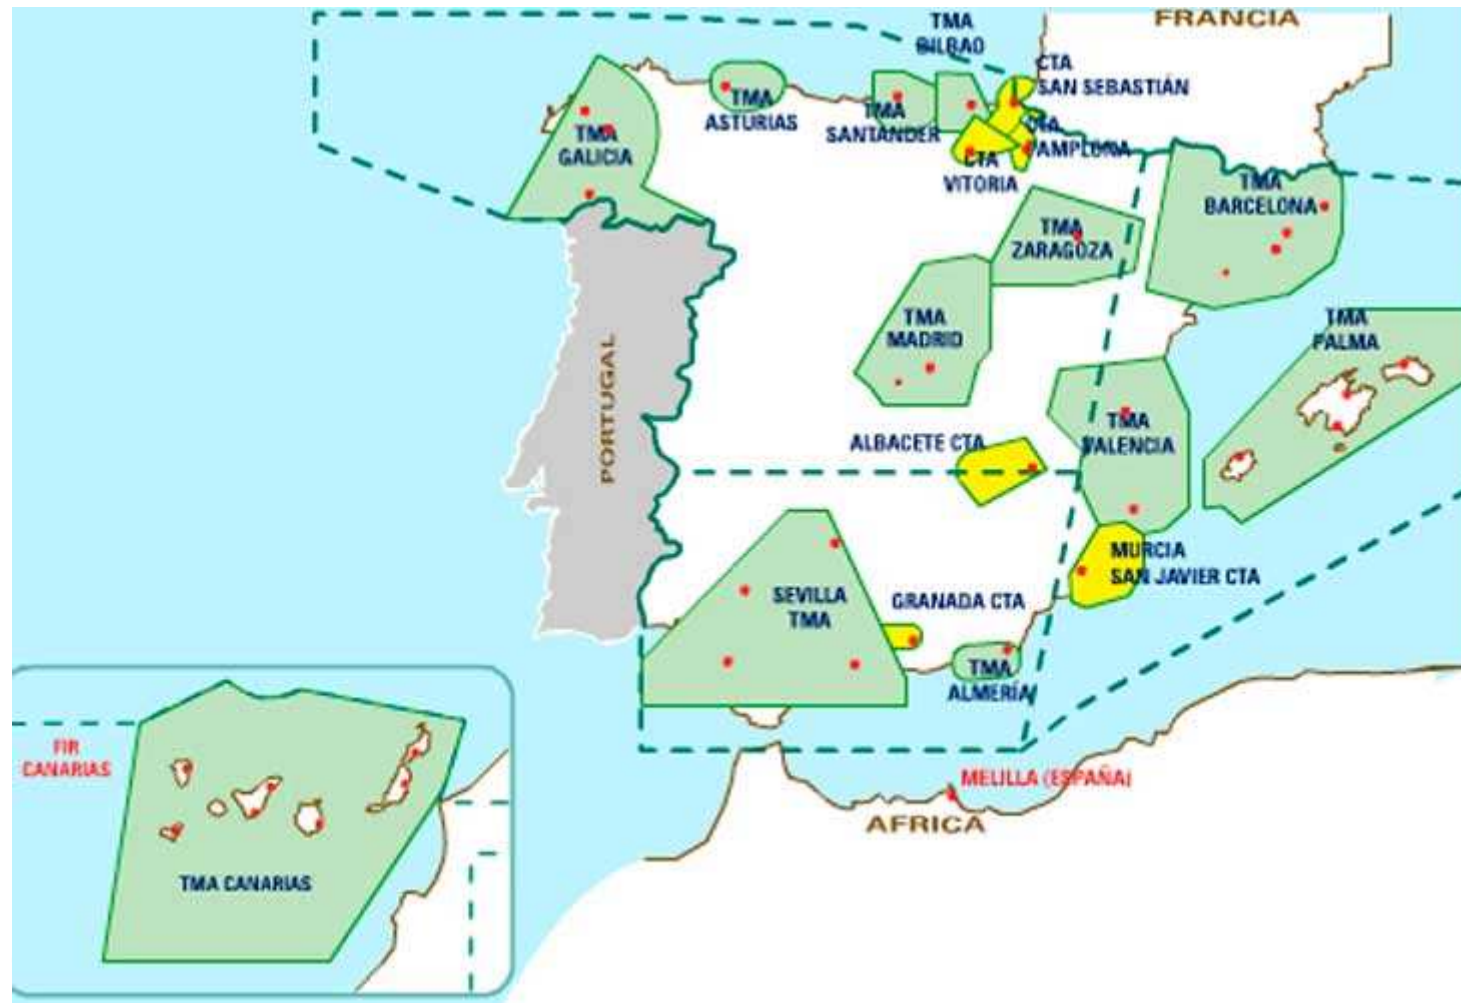 FRANCIA
TMA
BILBAO
CTA
SAN SEBASTIÁN
TMA
ASTURIAS
TMA
SANTANDER
TMA
GALICIA
CTA
PAMPLONA
CTA
VITORIA
TMA
BARCELONA
TMA
ZARAGOZA
TMA
MADRID
TMA
PALMA
PORTUGAL
ALBACETE CTA
TMA
VALENCIA
MURCIA
SAN JAVIER CTA
SEVILLA
TMA
GRANADA CTA
TMA
ALMERÍA
FIR
CANARIAS
MELILLA (ESPAÑA)
AFRICA
TMA CANARIAS